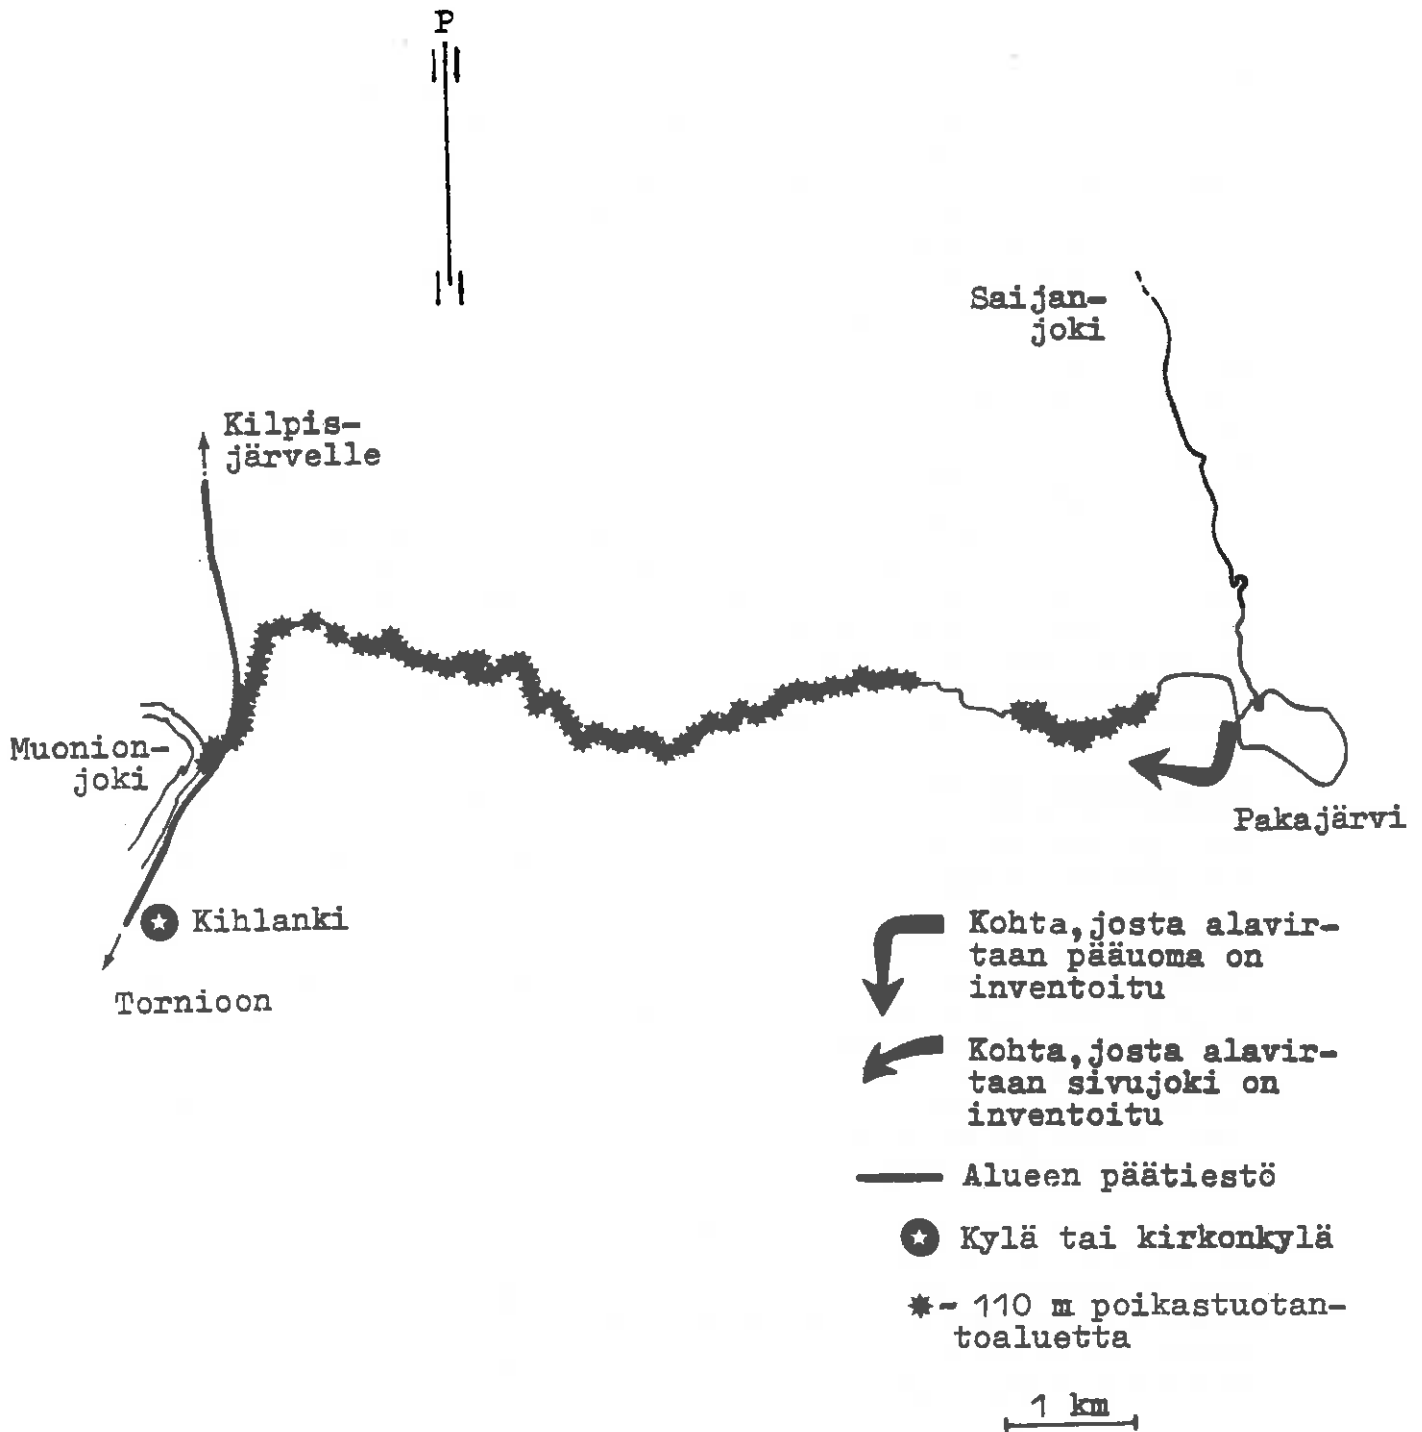 P
Saijan-
joki
Kilpis-
järvelle
Muonion-
joki
Pakajärvi
Kihlanki
Tornioon
Kohta, josta alavir-
taan pääuoma on
inventoitu
Kohta, josta alavir-
taan sivujoki on
inventoitu
Alueen päätiestö
Kylä tai kirkonkylä
~ 110 m poikastuotan-
toaluetta
1 km